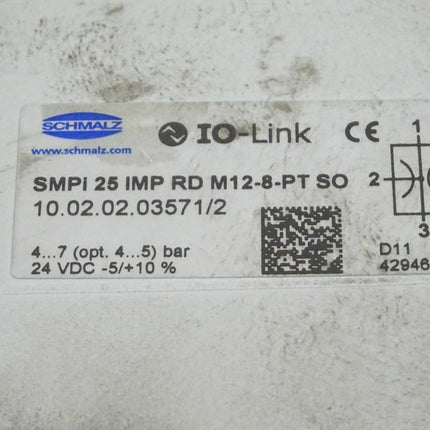 SCHMALZ
www.schmalz.com
IO-Link CE
SMPi 25 IMP RD M12-8-PT SO
10.02.02.03571/2
4...7 (opt. 4...5) bar
24 VDC -5/+10 %
1
2
3
D11
42946